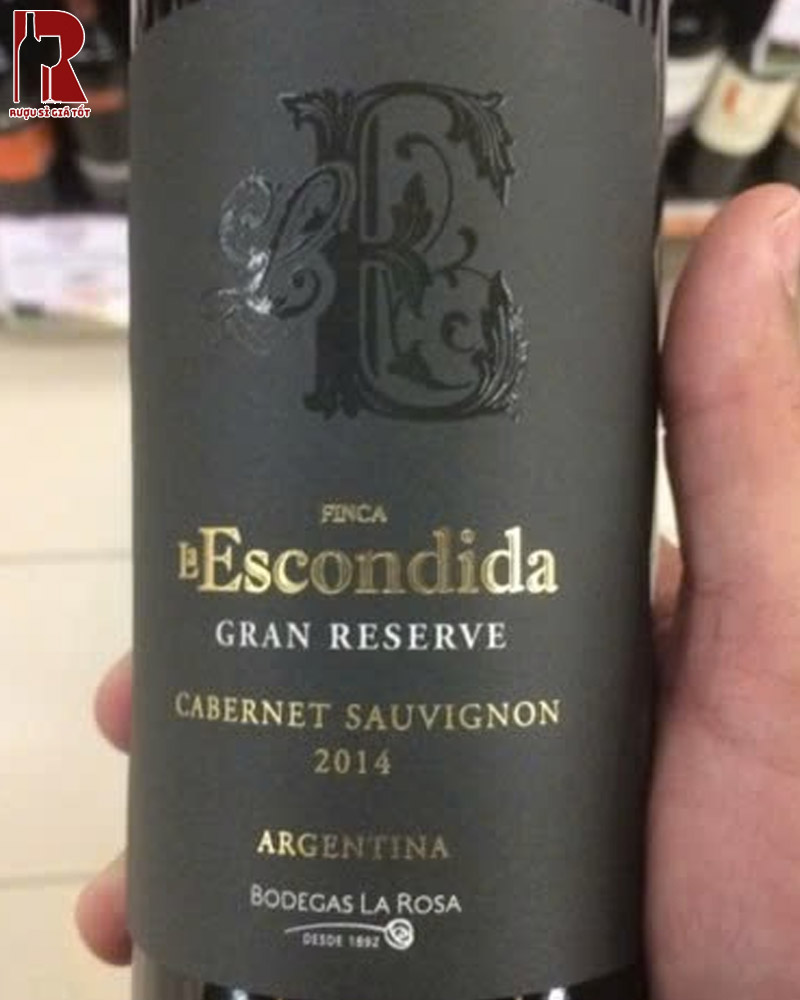 R
RƯỢU SỈ GIÁ TỐT
FINCA
La Escondida
GRAN RESERVE
CABERNET SAUVIGNON
2014
ARGENTINA
BODEGAS LA ROSA
DESDE 1892